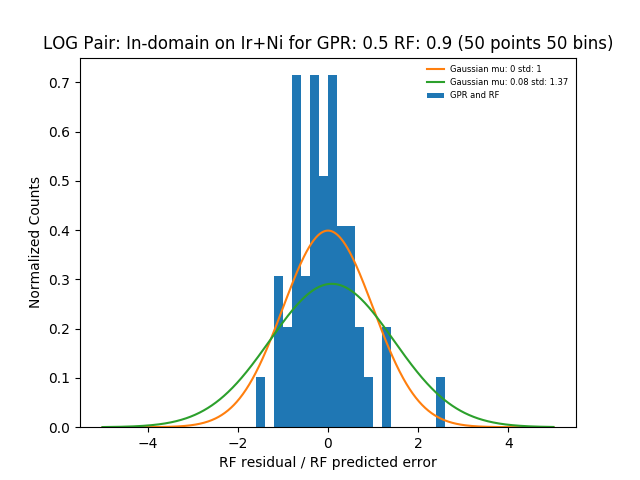 LOG Pair: In-domain on Ir+Ni for GPR: 0.5 RF: 0.9 (50 points 50 bins)
Gaussian mu: 0 std: 1
Gaussian mu: 0.08 std: 1.37
GPR and RF
Normalized Counts
0.7
0.6
0.5
0.4
0.3
0.2
0.1
0.0
−4 −2 0 2 4
RF residual / RF predicted error